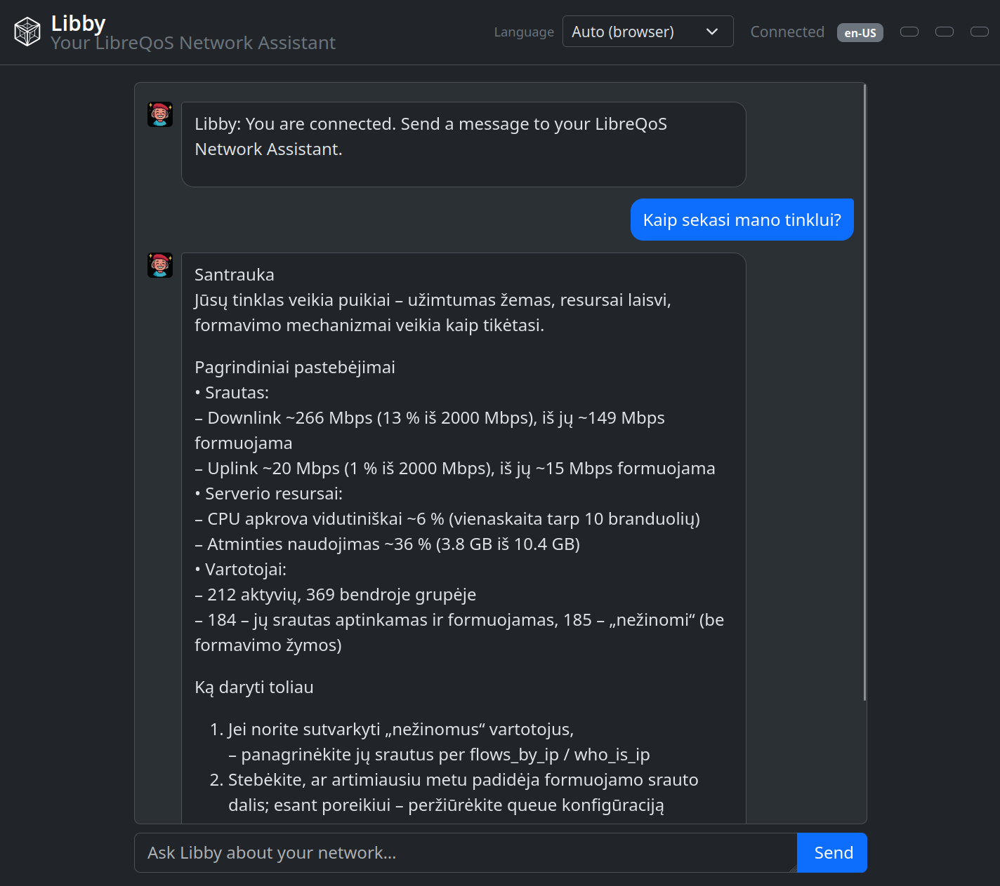 Libby
Your LibreQoS Network Assistant
Language
Auto (browser)
Connected
en-US
Libby: You are connected. Send a message to your LibreQoS
Network Assistant.
Kaip sekasi mano tinklui?
Santrauka
Jūsų tinklas veikia puikiai – užimtumas žemas, resursai laisvi,
formavimo mechanizmai veikia kaip tikėtasi.
Pagrindiniai pastebėjimai
• Srautas:
– Downlink ~266 Mbps (13 % iš 2000 Mbps), iš jų ~149 Mbps
formuojama
– Uplink ~20 Mbps (1 % iš 2000 Mbps), iš jų ~15 Mbps formuojama
• Serverio resursai:
– CPU apkrova vidutiniškai ~6 % (vienaskaita tarp 10 branduolių)
– Atminties naudojimas ~36 % (3.8 GB iš 10.4 GB)
• Vartotojai:
– 212 aktyvių, 369 bendroje grupėje
– 184 – jų srautas aptinkamas ir formuojamas, 185 – „nežinomi“ (be
formavimo žymos)
Ką daryti toliau
1. Jei norite sutvarkyti „nežinomus“ vartotojus,
– panagrinėkite jų srautus per flows_by_ip / who_is_ip
2. Stebėkite, ar artimiausiu metu padidėja formuojamo srauto
dalis; esant poreikiui – peržiūrėkite queue konfigūraciją
Ask Libby about your network...
Send